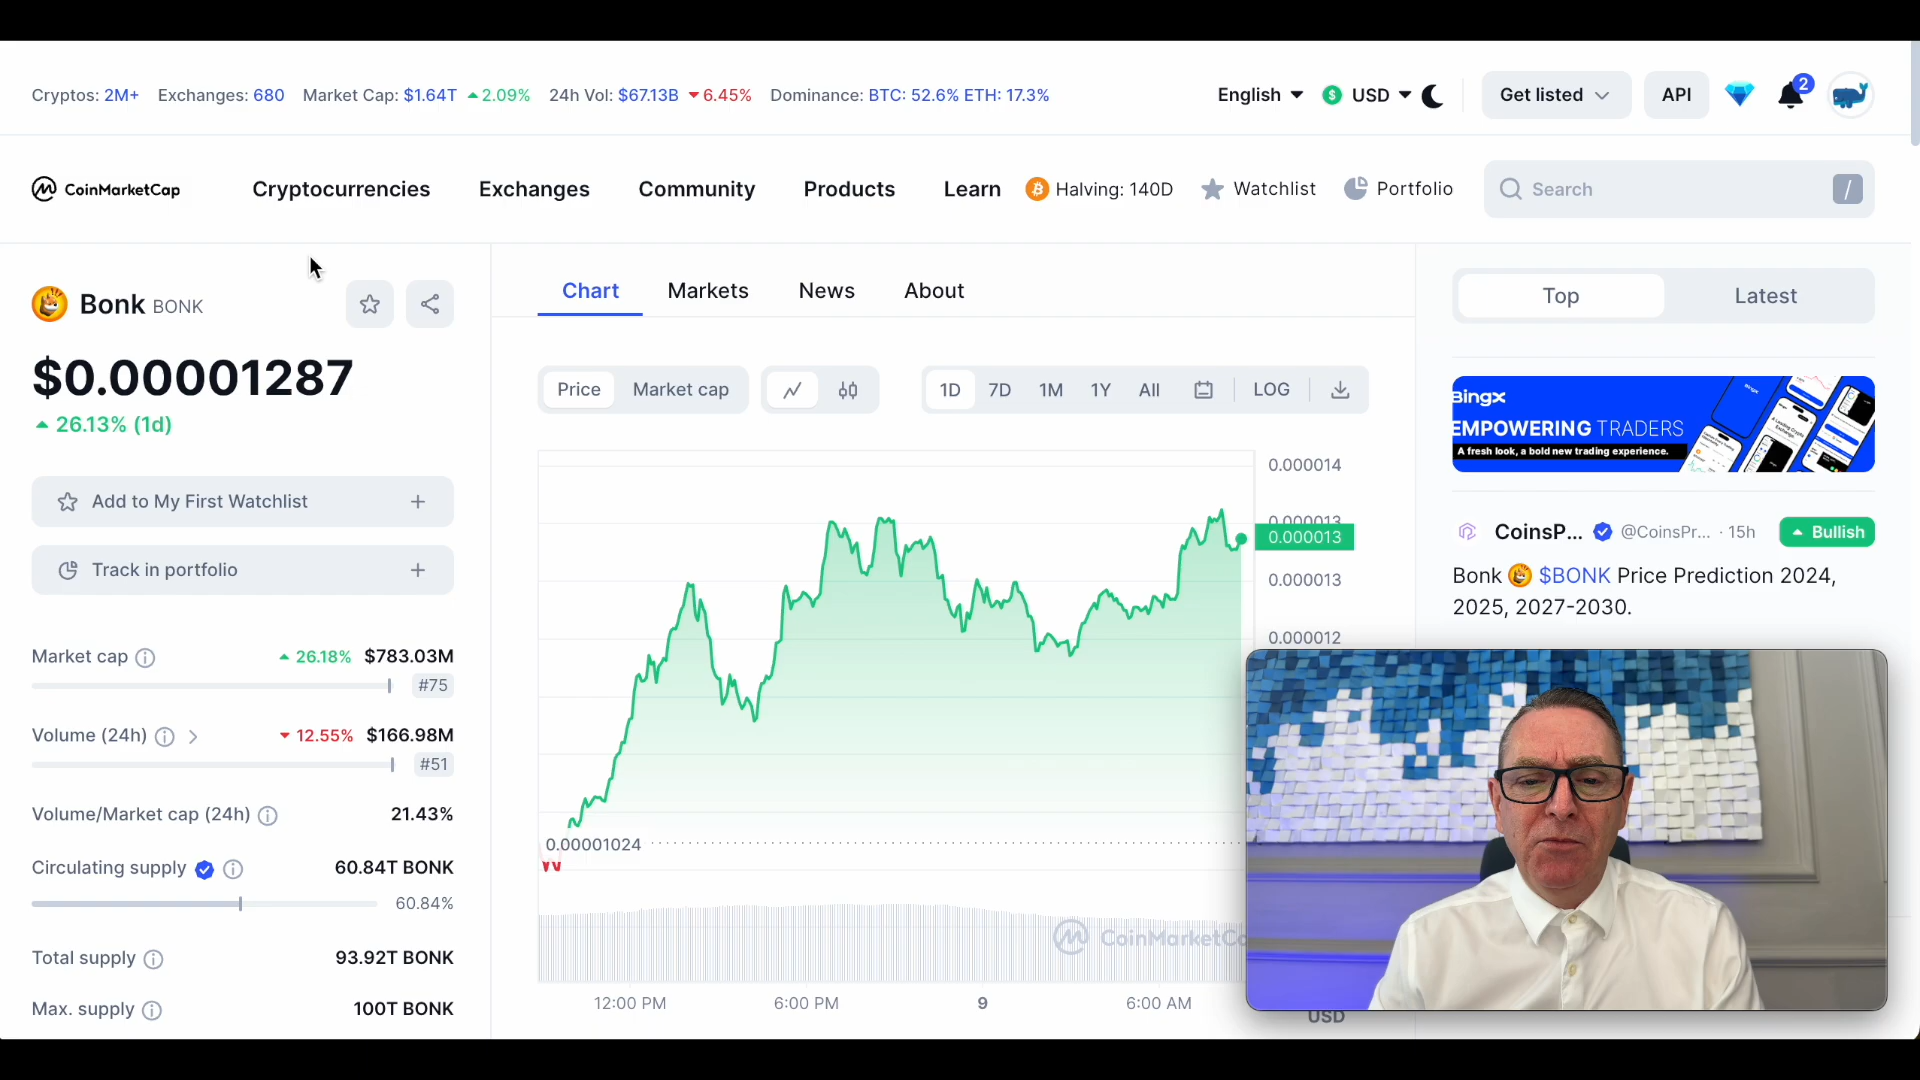 Cryptos: 2M+ Exchanges: 680 Market Cap: $1.64T 2.09% 24h Vol: $67.13B 6.45% Dominance: BTC: 52.6% ETH: 17.3%
English USD Get listed API 2
CoinMarketCap Cryptocurrencies Exchanges Community Products Learn Halving: 140D Watchlist Portfolio Search /
Bonk BONK
$0.00001287
26.13% (1d)
Add to My First Watchlist +
Track in portfolio +
Market cap 26.18% $783.03M
#75
Volume (24h) 12.55% $166.98M
#51
Volume/Market cap (24h) 21.43%
Circulating supply 60.84T BONK
60.84%
Total supply 93.92T BONK
Max. supply 100T BONK
Chart Markets News About
Price Market cap 1D 7D 1M 1Y All LOG
0.000014
0.000013
0.000013
0.000013
0.000012
0.00001024
CoinMarketC
12:00 PM 6:00 PM 9 6:00 AM
USD
Top Latest
Bingx
EMPOWERING TRADERS
A fresh look, a bold new trading experience.
CoinsP... @CoinsPr... · 15h Bullish
Bonk $BONK Price Prediction 2024,
2025, 2027-2030.